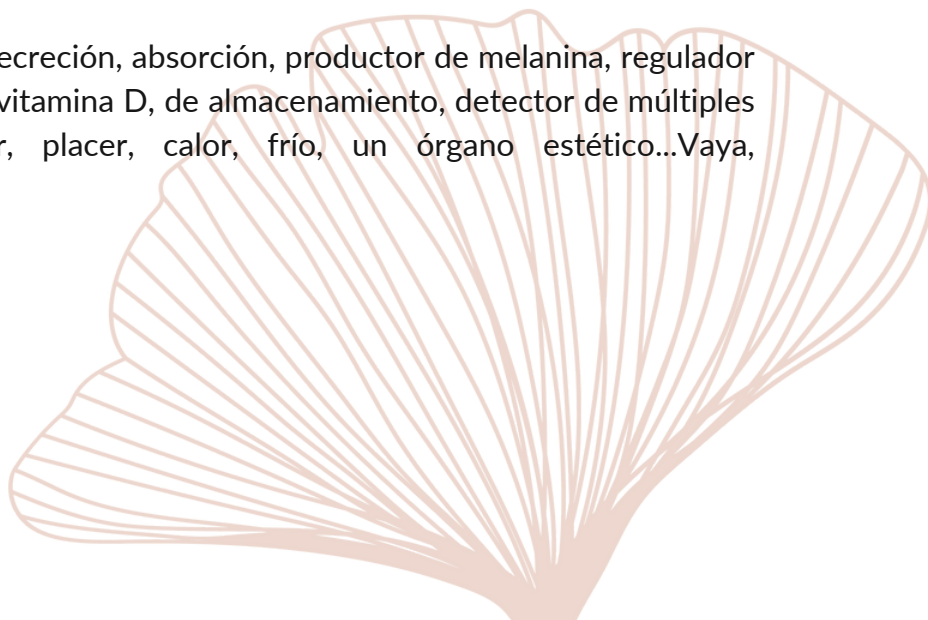 ecreción, absorción, productor de melanina, regulador
vitamina D, de almacenamiento, detector de múltiples
r, placer, calor, frío, un órgano estético...Vaya,